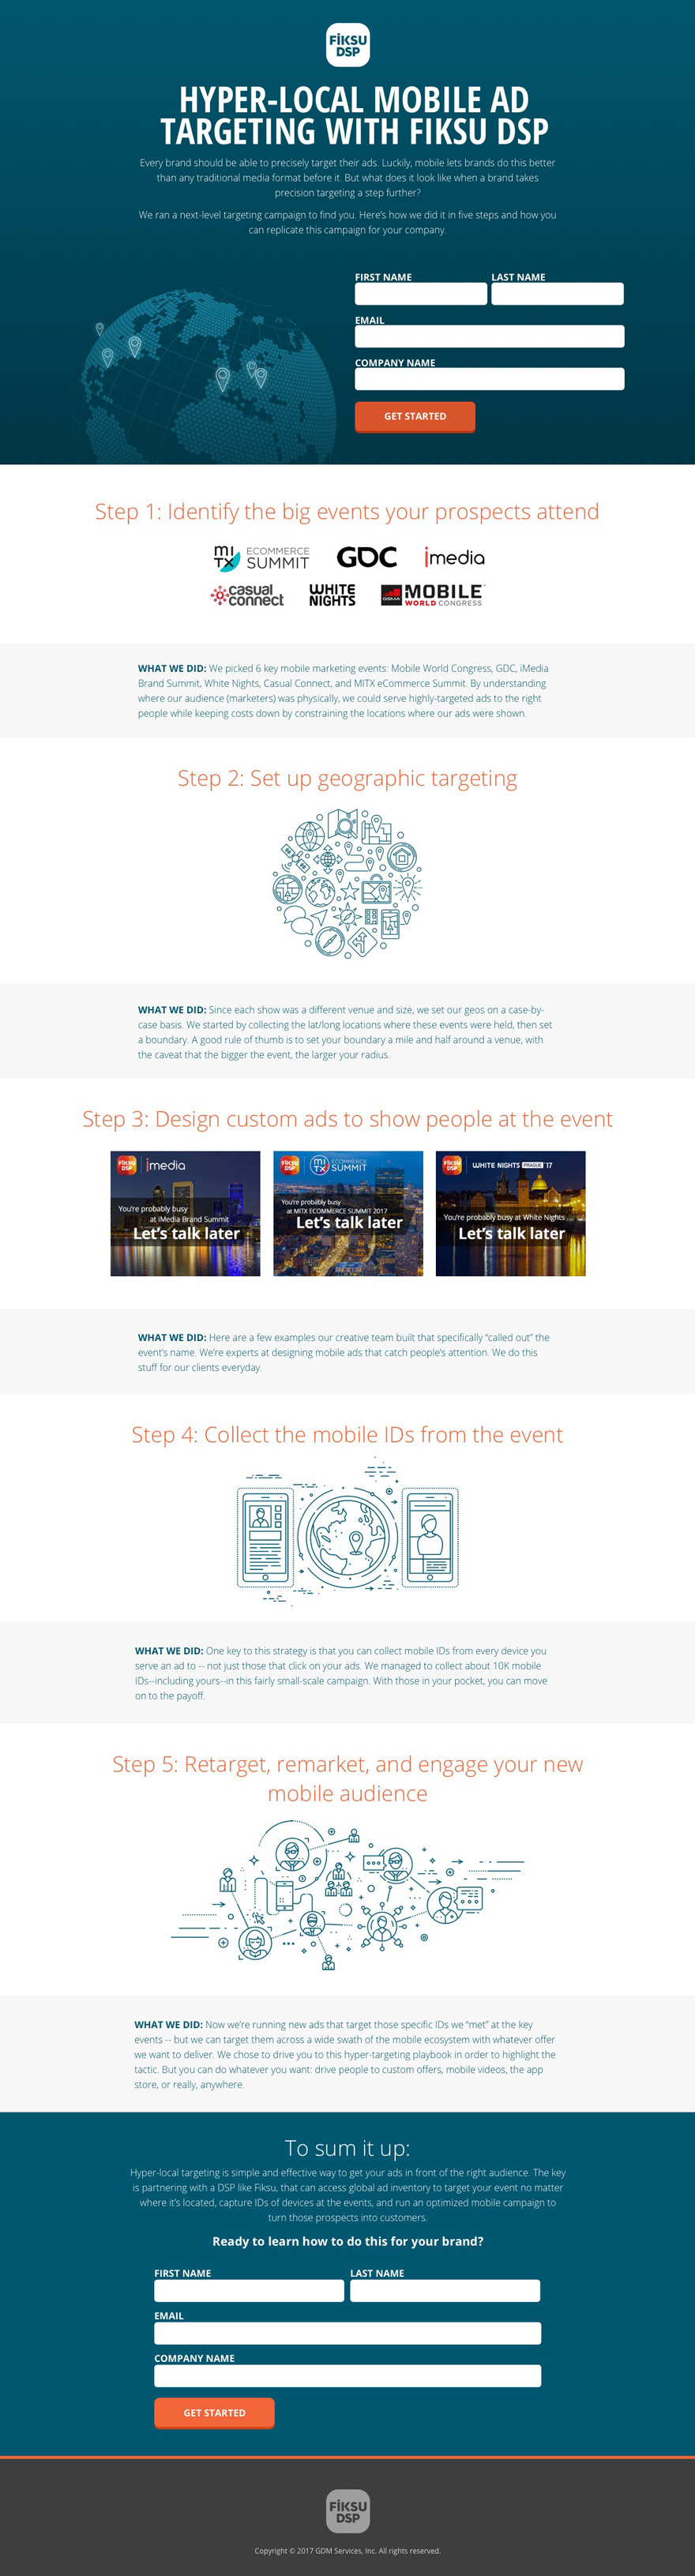 FIKSU
DSP
HYPER-LOCAL MOBILE AD
TARGETING WITH FIKSU DSP
Every brand should be able to precisely target their ads. Luckily, mobile lets brands do this better
than any traditional media format before it. But what does it look like when a brand takes
precision targeting a step further?
We ran a next-level targeting campaign to find you. Here's how we did it in five steps and how you
can replicate this campaign for your company.
FIRST NAME LAST NAME
EMAIL
COMPANY NAME
GET STARTED
Step 1: Identify the big events your prospects attend
MITX ECOMMERCE SUMMIT GDC imedia
casual connect WHITE NIGHTS GSMA MOBILE WORLD CONGRESS
WHAT WE DID: We picked 6 key mobile marketing events: Mobile World Congress, GDC, iMedia
Brand Summit, White Nights, Casual Connect, and MITX eCommerce Summit. By understanding
where our audience (marketers) was physically, we could serve highly-targeted ads to the right
people while keeping costs down by constraining the locations where our ads were shown.
Step 2: Set up geographic targeting
WHAT WE DID: Since each show was a different venue and size, we set our geos on a case-by-
case basis. We started by collecting the lat/long locations where these events were held, then set
a boundary. A good rule of thumb is to set your boundary a mile and half around a venue, with
the caveat that the bigger the event, the larger your radius.
Step 3: Design custom ads to show people at the event
FIKSU DSP imedia
You're probably busy
at iMedia Brand Summit
Let's talk later
FIKSU DSP MITX ECOMMERCE SUMMIT
You're probably busy
at MITX ECOMMERCE SUMMIT 2017
Let's talk later
FIKSU DSP WHITE NIGHTS PRAGUE '17
You're probably busy at White Nights
Let's talk later
WHAT WE DID: Here are a few examples our creative team built that specifically "called out" the
event's name. We're experts at designing mobile ads that catch people's attention. We do this
stuff for our clients everyday.
Step 4: Collect the mobile IDs from the event
WHAT WE DID: One key to this strategy is that you can collect mobile IDs from every device you
serve an ad to -- not just those that click on your ads. We managed to collect about 10K mobile
IDs--including yours--in this fairly small-scale campaign. With those in your pocket, you can move
on to the payoff.
Step 5: Retarget, remarket, and engage your new
mobile audience
WHAT WE DID: Now we're running new ads that target those specific IDs we "met" at the key
events -- but we can target them across a wide swath of the mobile ecosystem with whatever offer
we want to deliver. We chose to drive you to this hyper-targeting playbook in order to highlight the
tactic. But you can do whatever you want: drive people to custom offers, mobile videos, the app
store, or really, anywhere.
To sum it up:
Hyper-local targeting is simple and effective way to get your ads in front of the right audience. The key
is partnering with a DSP like Fiksu, that can access global ad inventory to target your event no matter
where it's located, capture IDs of devices at the events, and run an optimized mobile campaign to
turn those prospects into customers.
Ready to learn how to do this for your brand?
FIRST NAME LAST NAME
EMAIL
COMPANY NAME
GET STARTED
FIKSU
DSP
Copyright © 2017 GDM Services, Inc. All rights reserved.